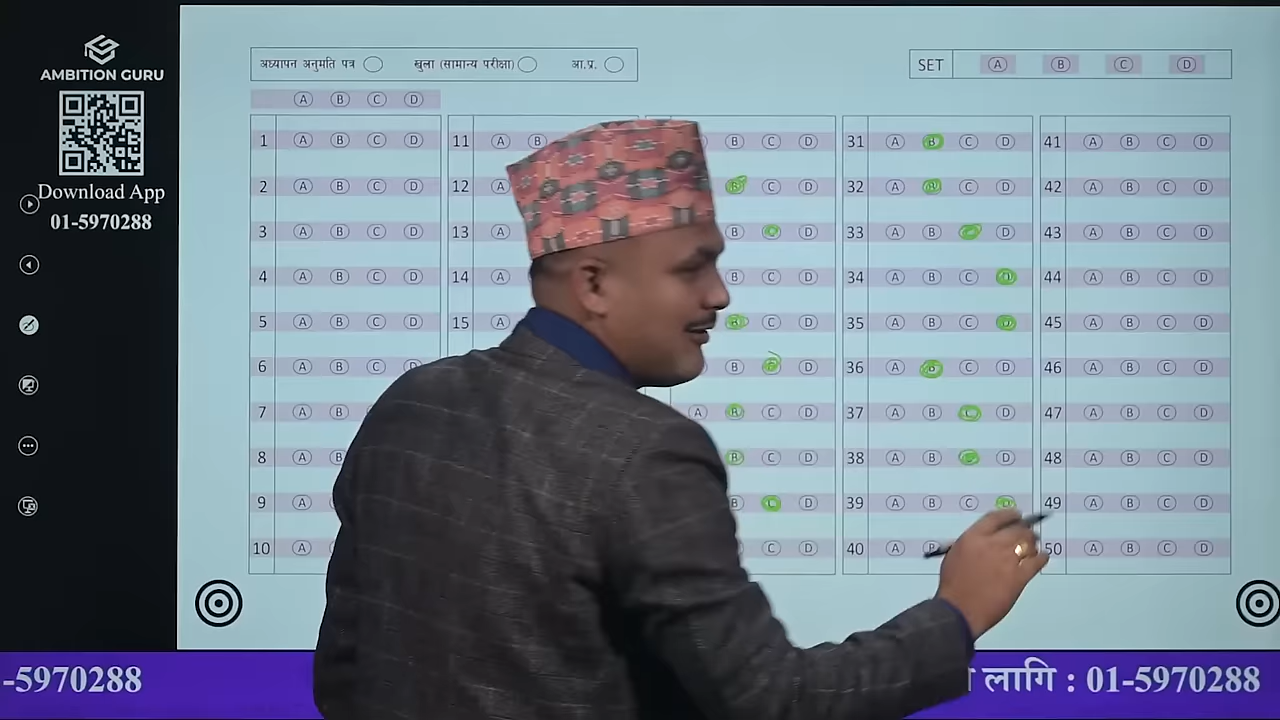 AMBITION GURU
Download App
01-5970288
अध्यापन अनुमति पत्र
खुला (सामान्य परीक्षा)
आ.प्र.
SET A B C D
A B C D
1 A B C D
2 A B C D
3 A B C D
4 A B C D
5 A B C D
6 A B C D
7 A B
8 A B
9 A
10 A
11 A B
12 A
13 A
14 A
15 A
B C D
C D
B D
B C D
C D
B D
A B C D
B C D
B C D
C D
31 A B C D
32 A B C D
33 A B C D
34 A B C
35 A B C D
36 A B C D
37 A B C D
38 A B C D
39 A B C D
40 A B
41 A B C D
42 A B C D
43 A B C D
44 A B C D
45 A B C D
46 A B C D
47 A B C D
48 A B C D
49 A B C D
50 A B C D
-5970288
लागि : 01-5970288